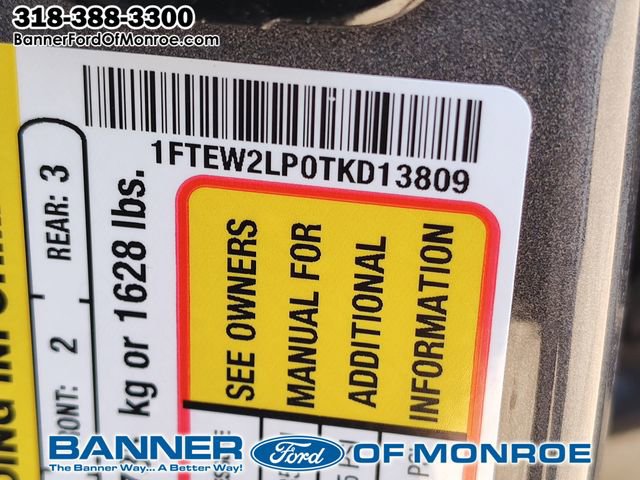 318-388-3300
BannerFordOfMonroe.com
1FTEW2LP0TKD13809
REAR: 3
2
kg or 1628 lbs.
SEE OWNERS
MANUAL FOR
ADDITIONAL
INFORMATION
BANNER Ford OF MONROE
The Banner Way... A Better Way!